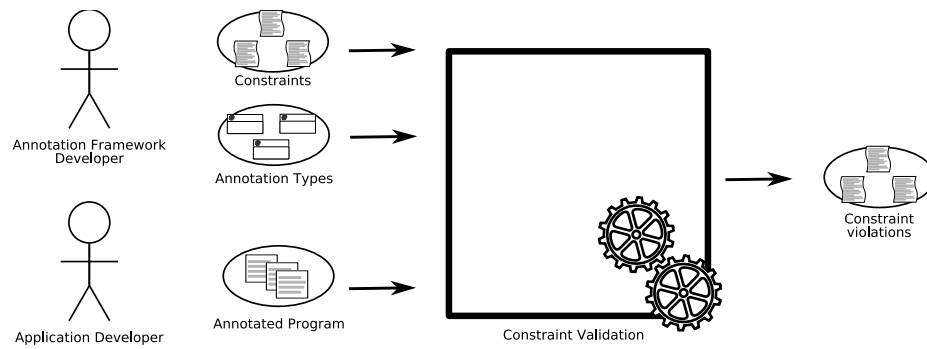 Constraints
Annotation Framework
Developer
Annotation Types
Constraint
violations
Application Developer
Annotated Program
Constraint Validation